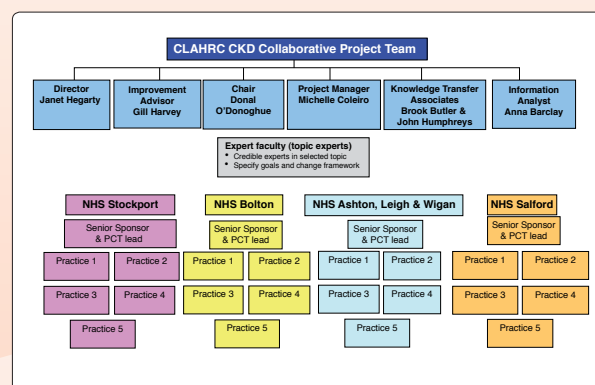 CLAHRC CKD Collaborative Project Team
Director
Janet Hegarty
Improvement
Advisor
Gill Harvey
Chair
Donal
O'Donoghue
Project Manager
Michelle Coleiro
Knowledge Transfer
Associates
Brook Butler &
John Humphreys
Information
Analyst
Anna Barclay
Expert faculty (topic experts)
• Credible experts in selected topic
• Specify goals and change framework
NHS Stockport
Senior Sponsor
& PCT lead
Practice 1
Practice 2
Practice 3
Practice 4
Practice 5
NHS Bolton
Senior Sponsor
& PCT lead
Practice 1
Practice 2
Practice 3
Practice 4
Practice 5
NHS Ashton, Leigh & Wigan
Senior Sponsor
& PCT lead
Practice 1
Practice 2
Practice 3
Practice 4
Practice 5
NHS Salford
Senior Sponsor
& PCT lead
Practice 1
Practice 2
Practice 3
Practice 4
Practice 5